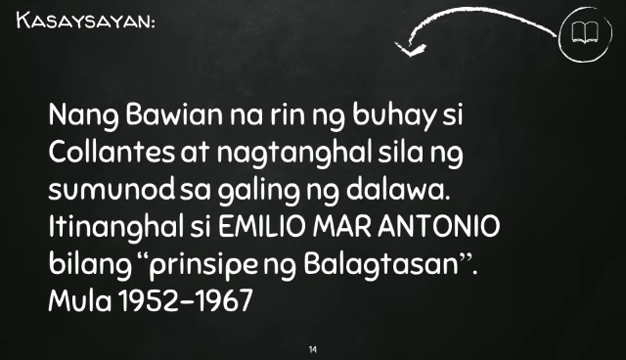 Kasaysayan:
Nang Bawian na rin ng buhay si
Collantes at nagtanghal sila ng
sumunod sa galing ng dalawa.
Itinanghal si EMILIO MAR ANTONIO
bilang “prinsipe ng Balagtasan”.
Mula 1952–1967
14